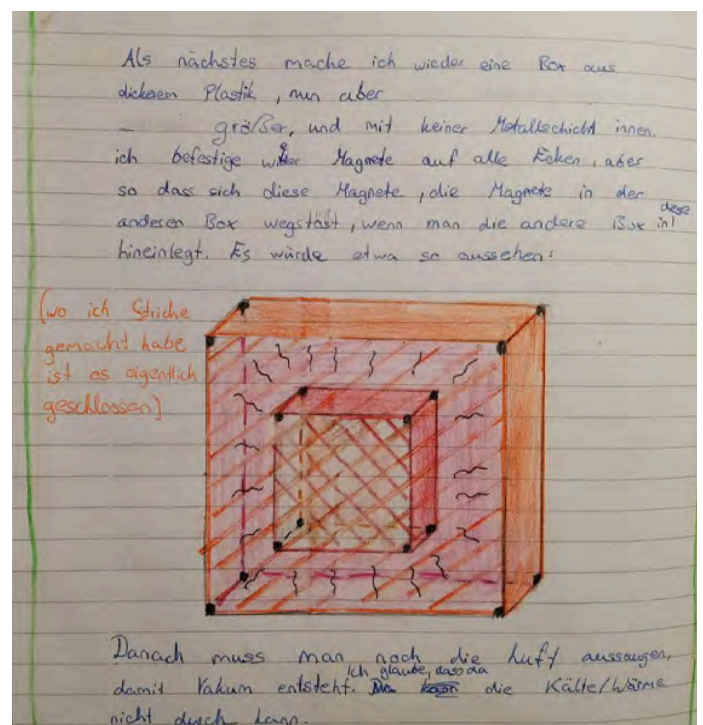 Als nächstes mache ich wieder eine Box aus
dickerem Plastik, nun aber
größer, und mit keiner Metallschicht innen.
ich befestige Magnete auf alle Ecken, aber
so dass sich diese Magnete, die Magnete in der
anderen Box wegstöst, wenn man die andere Box in diese
hineinlegt. Es würde etwa so aussehen:
(wo ich Striche
gemacht habe
ist es eigentlich
geschlossen)
Danach muss man noch die Luft aussaugen,
damit Vakum entsteht. Ich glaube, dass da die Kälte/Wärme
nicht durch kann.